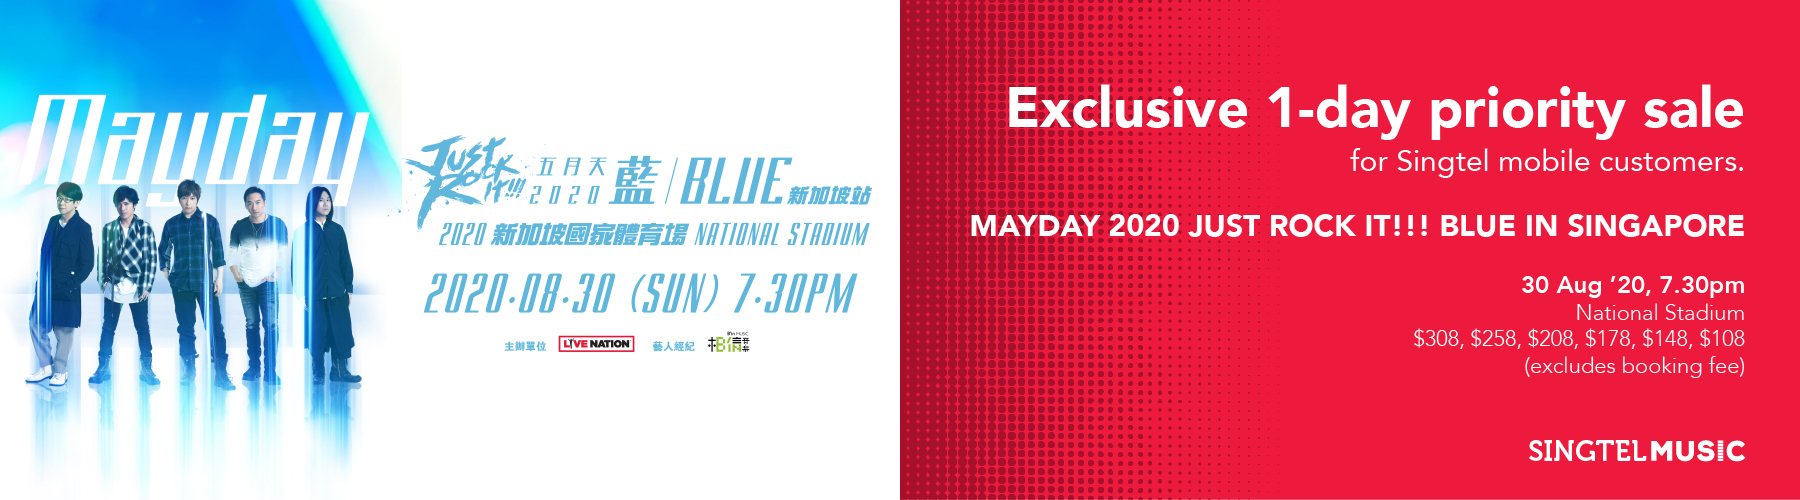 Mayday
JUST ROCK IT!!!
五月天
2020
藍 / BLUE 新加坡站
2020 新加坡國家體育場 NATIONAL STADIUM
2020.08.30 (SUN) 7.30PM
主辦單位 LIVE NATION 藝人經紀 B'in MUSIC 相信音樂
Exclusive 1-day priority sale
for Singtel mobile customers.
MAYDAY 2020 JUST ROCK IT!!! BLUE IN SINGAPORE
30 Aug ’20, 7.30pm
National Stadium
$308, $258, $208, $178, $148, $108
(excludes booking fee)
SINGTEL MUSIC